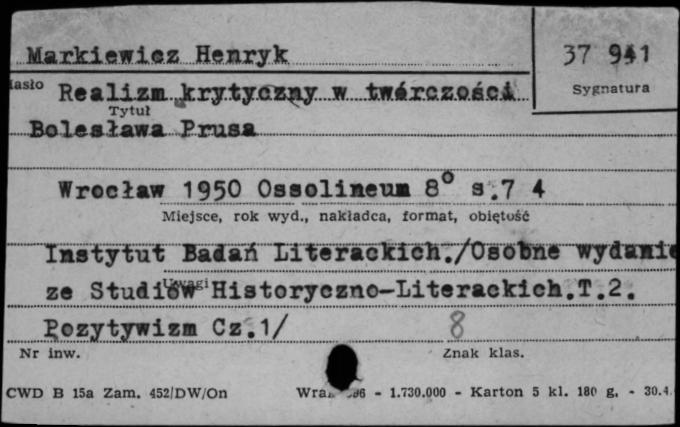 Markiewicz Henryk
37 941
Sygnatura
Hasło
Realizm krytyczny w twórczości
Tytuł
Bolesława Prusa
Wrocław 1950 Ossolineum 8° s.7 4
Miejsce, rok wyd., nakładca, format, objętość
Instytut Badań Literackich./Osobne wydanie
Uwagi
ze Studiów Historyczno-Literackich.T.2.
Pozytywizm Cz.1/
8
Nr inw.
Znak klas.
CWD B 15a Zam. 452/DW/On - 1.730.000 - Karton 5 kl. 180 g. - 30.4.